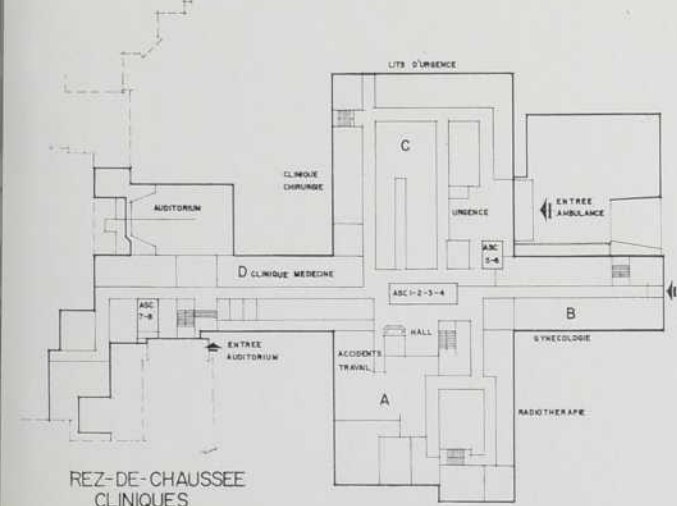 LITS D'URGENCE
C
CLINIQUE
CHIRURGIE
AUDITORIUM
URGENCE
ENTREE
AMBULANCE
ASC
5-6
D CLINIQUE MEDECINE
ASC 1-2-3-4
ASC
7-8
B
GYNECOLOGIE
HALL
ENTREE
AUDITORIUM
ACCIDENTS
TRAVAIL
A
RADIOTHERAPIE
REZ-DE-CHAUSSEE
CLINIQUES